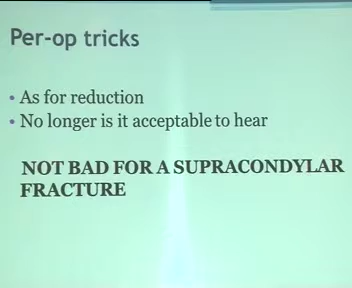 Per-op tricks
• As for reduction
• No longer is it acceptable to hear
NOT BAD FOR A SUPRACONDYLAR
FRACTURE